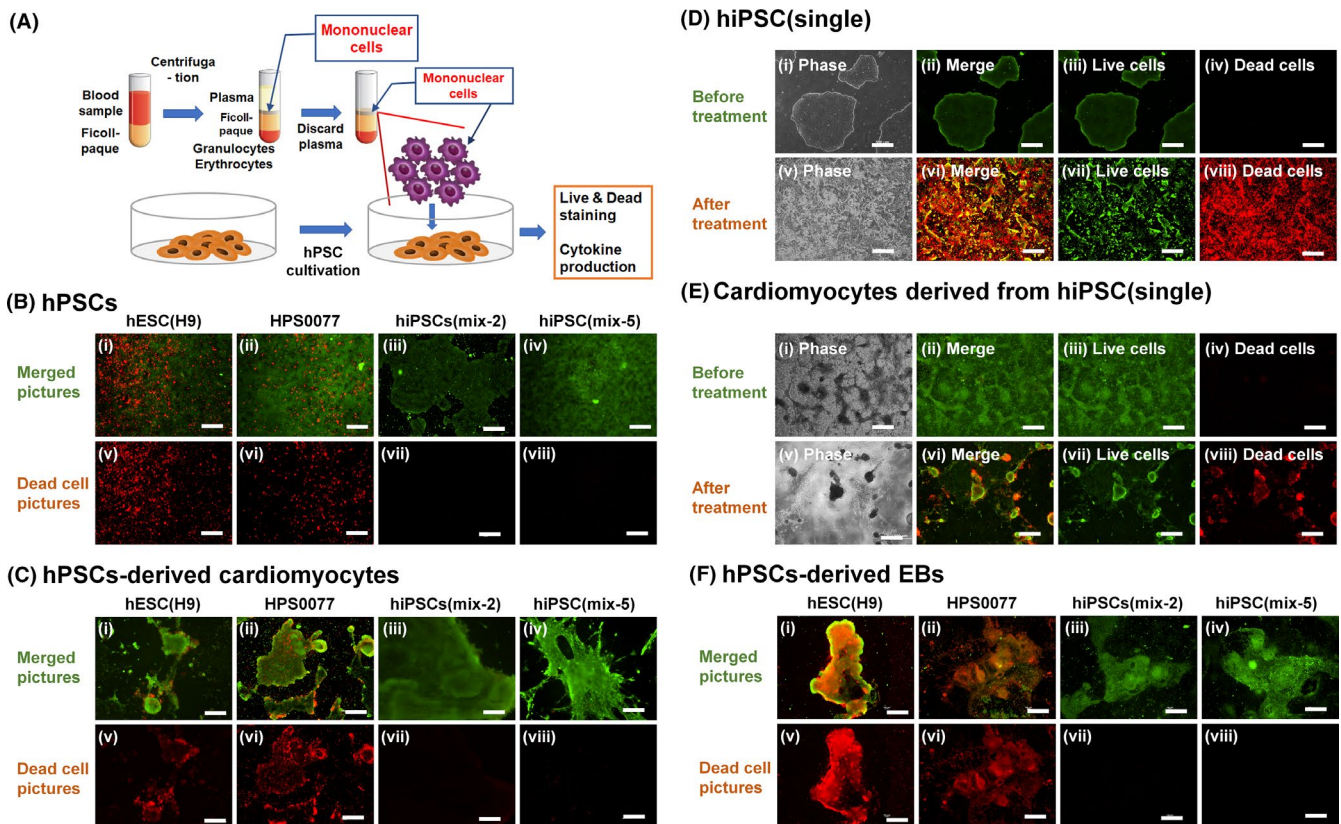 (A)
Mononuclear
cells
Centrifuga
- tion
Blood
sample
Ficoll-
paque
Plasma
Ficoll-
paque
Granulocytes
Erythrocytes
Discard
plasma
Mononuclear
cells
hPSC
cultivation
Live & Dead
staining
Cytokine
production
(B) hPSCs
hESC(H9) HPS0077 hiPSCs(mix-2) hiPSC(mix-5)
Merged
pictures
(i) (ii) (iii) (iv)
Dead cell
pictures
(v) (vi) (vii) (viii)
(C) hPSCs-derived cardiomyocytes
hESC(H9) HPS0077 hiPSCs(mix-2) hiPSC(mix-5)
Merged
pictures
(i) (ii) (iii) (iv)
Dead cell
pictures
(v) (vi) (vii) (viii)
(D) hiPSC(single)
Before
treatment
(i) Phase (ii) Merge (iii) Live cells (iv) Dead cells
After
treatment
(v) Phase (vi) Merge (vii) Live cells (viii) Dead cells
(E) Cardiomyocytes derived from hiPSC(single)
Before
treatment
(i) Phase (ii) Merge (iii) Live cells (iv) Dead cells
After
treatment
(v) Phase (vi) Merge (vii) Live cells (viii) Dead cells
(F) hPSCs-derived EBs
hESC(H9) HPS0077 hiPSCs(mix-2) hiPSC(mix-5)
Merged
pictures
(i) (ii) (iii) (iv)
Dead cell
pictures
(v) (vi) (vii) (viii)